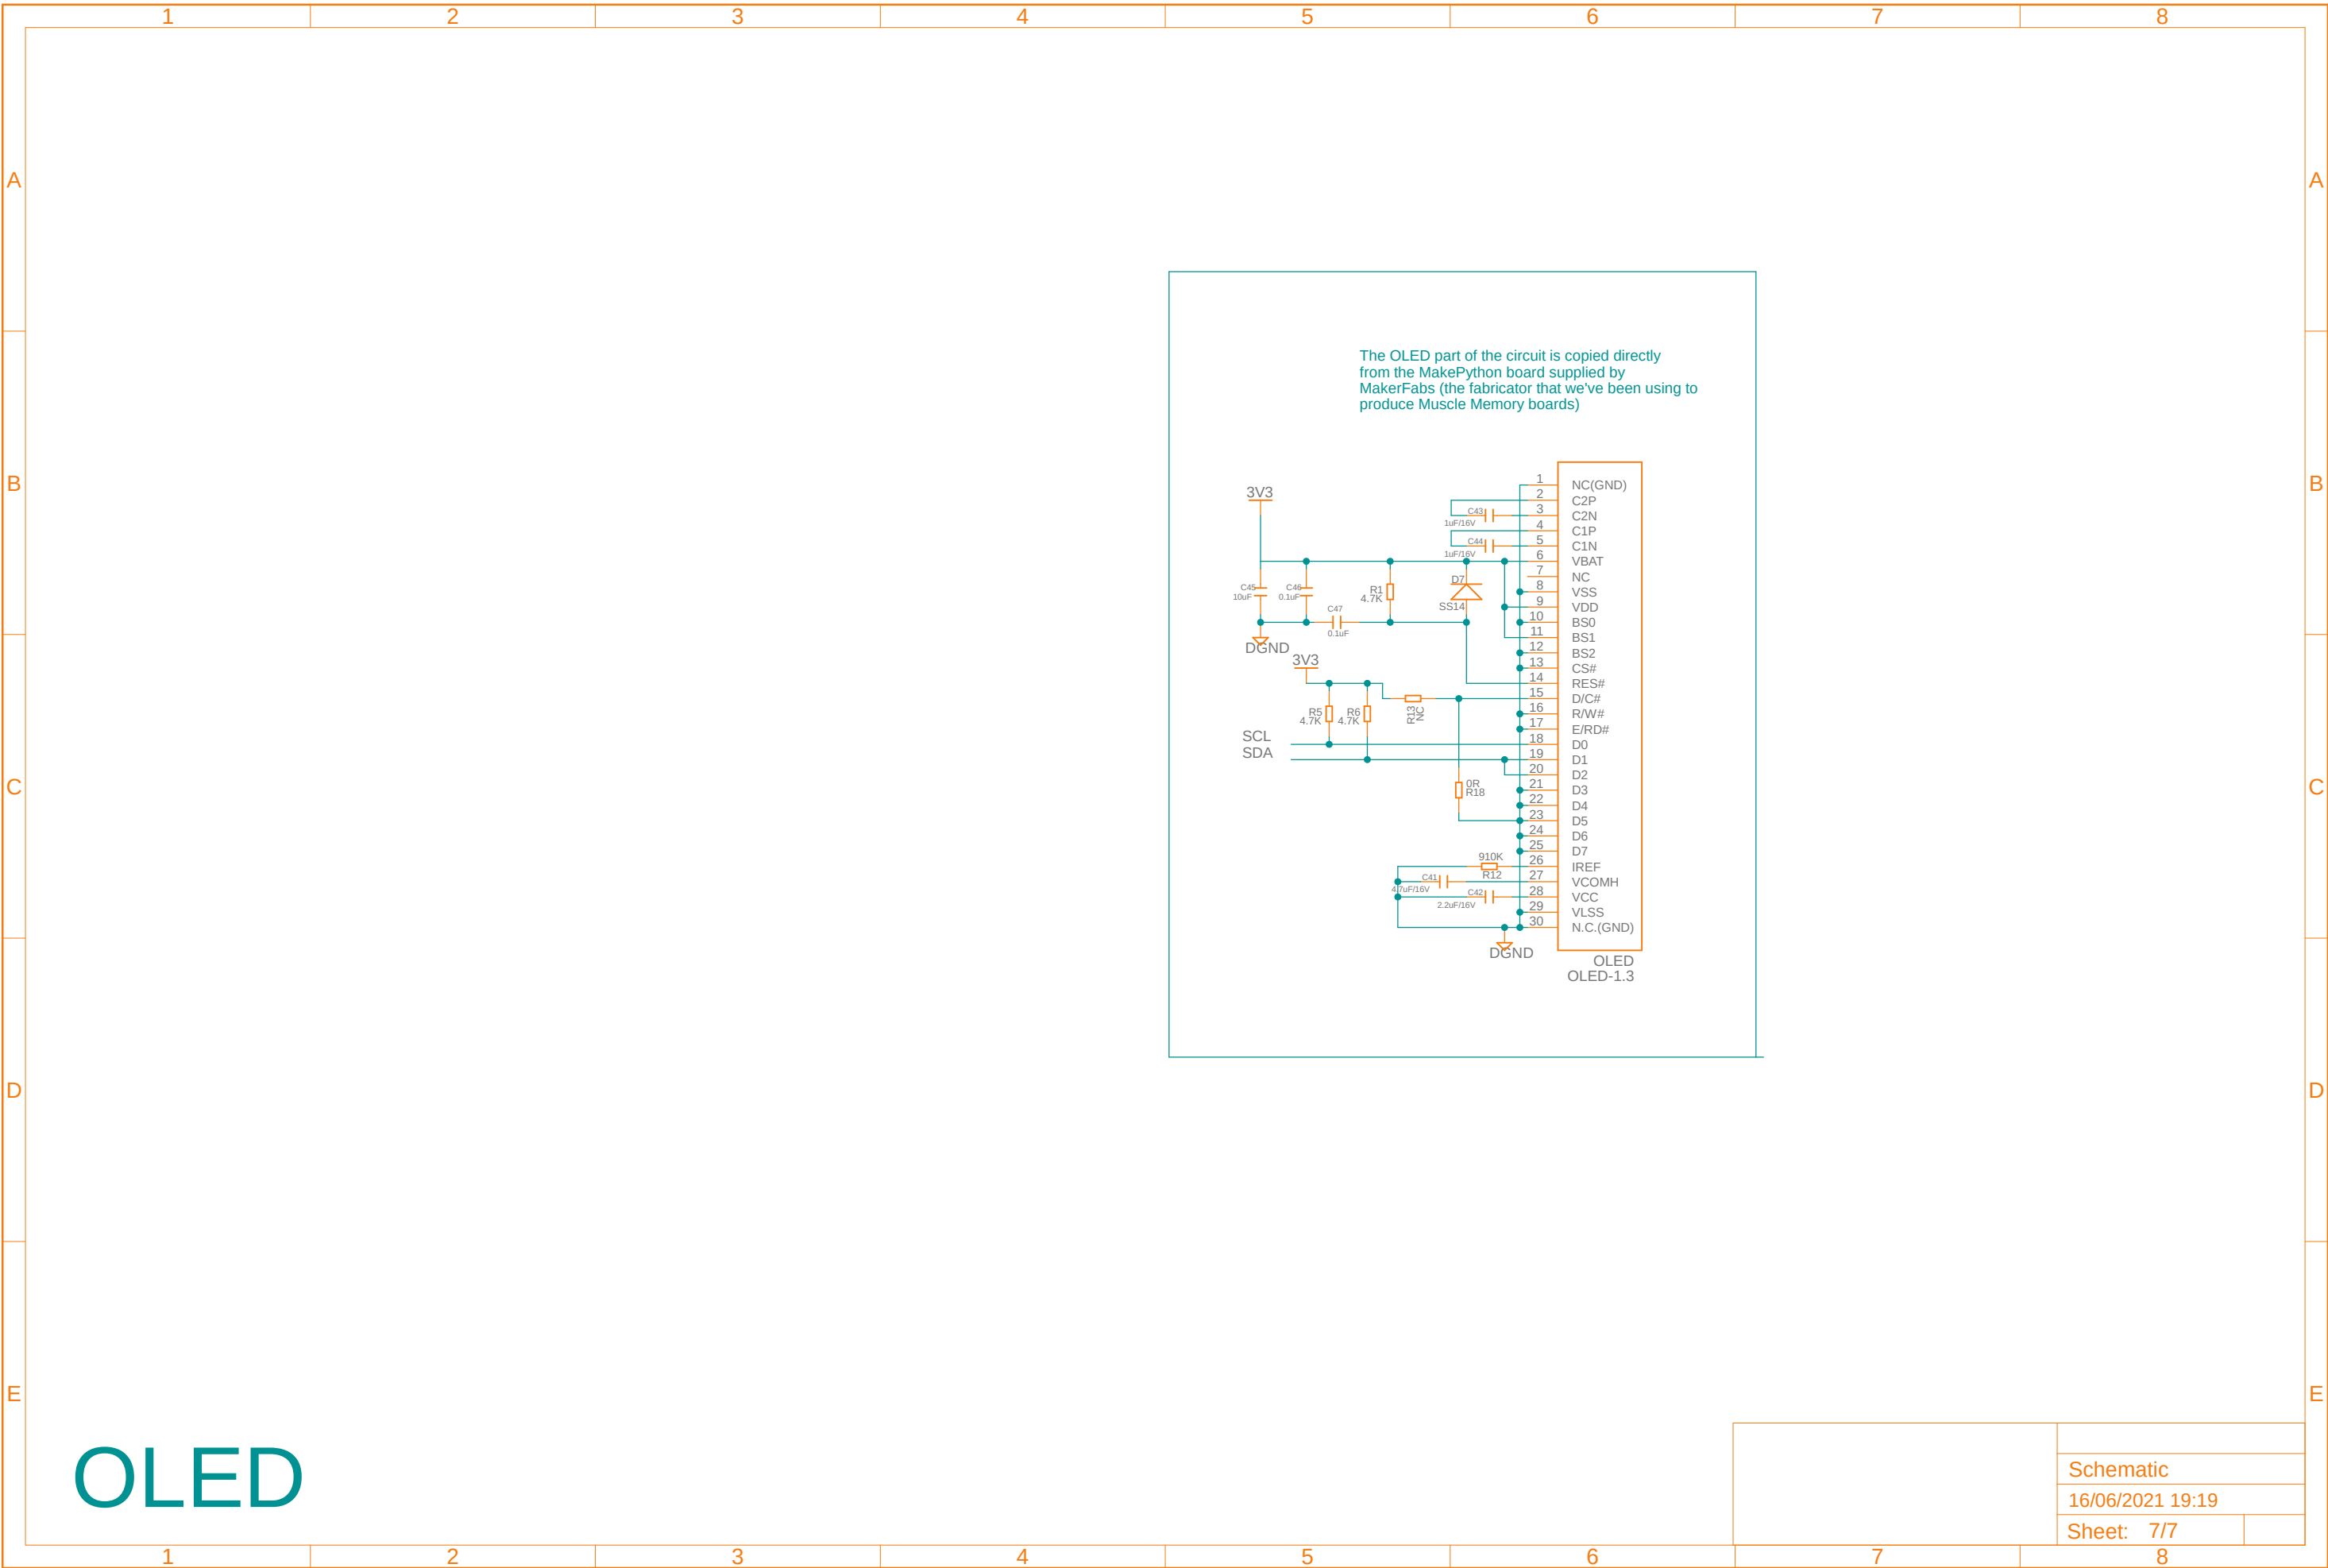 1 2 3 4 5 6 7 8
A A
The OLED part of the circuit is copied directly
from the MakePython board supplied by
MakerFabs (the fabricator that we've been using to
produce Muscle Memory boards)
B B
3V3
1 NC(GND)
2 C2P
C43 3 C2N
1uF/16V
4 C1P
C44 5 C1N
1uF/16V
6 VBAT
7 NC
C45
10uF
C46
0.1uF
R1
4.7K
D7
SS14
8 VSS
9 VDD
C47
0.1uF
10 BS0
11 BS1
DGND
12 BS2
3V3
13 CS#
14 RES#
15 D/C#
R5
4.7K
R6
4.7K
R13
NC
16 R/W#
17 E/RD#
SCL
18 D0
SDA
19 D1
20 D2
C C
0R
R18
21 D3
22 D4
23 D5
24 D6
25 D7
910K
R12
26 IREF
C41
4.7uF/16V
27 VCOMH
C42
2.2uF/16V
28 VCC
29 VLSS
30 N.C.(GND)
DGND
OLED
OLED-1.3
D D
E E
OLED
Schematic
16/06/2021 19:19
Sheet: 7/7
1 2 3 4 5 6 7 8